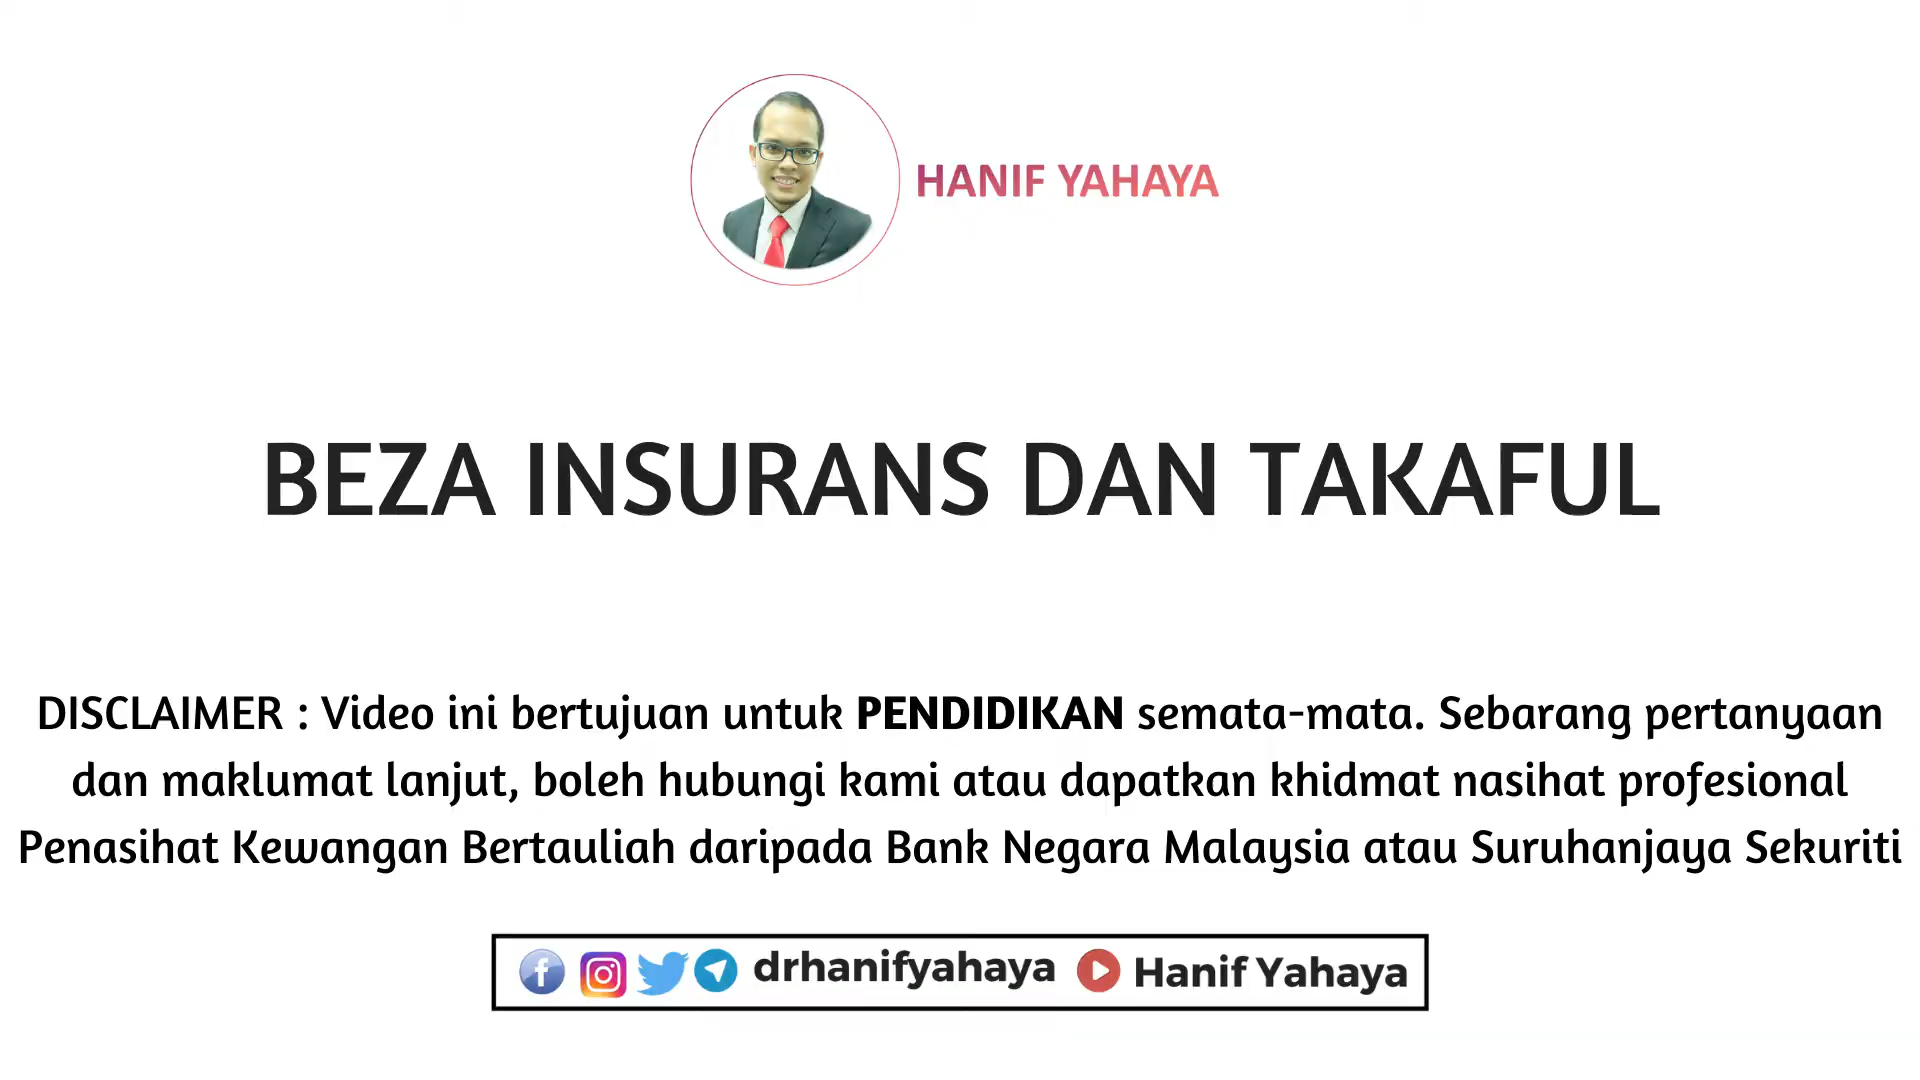 HANIF YAHAYA
BEZA INSURANS DAN TAKAFUL
DISCLAIMER : Video ini bertujuan untuk PENDIDIKAN semata-mata. Sebarang pertanyaan
dan maklumat lanjut, boleh hubungi kami atau dapatkan khidmat nasihat profesional
Penasihat Kewangan Bertauliah daripada Bank Negara Malaysia atau Suruhanjaya Sekuriti
drhanifyahaya Hanif Yahaya